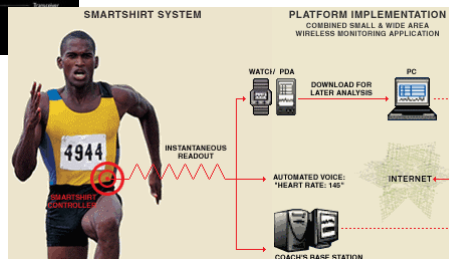 SMARTSHIRT SYSTEM
PLATFORM IMPLEMENTATION
COMBINED SMALL & WIDE AREA
WIRELESS MONITORING APPLICATION
WATCH/ PDA
DOWNLOAD FOR
LATER ANALYSIS
PC
4944
INSTANTANEOUS
READOUT
SMARTSHIRT
CONTROLLER
AUTOMATED VOICE:
"HEART RATE: 145"
INTERNET
COACH'S BASE STATION